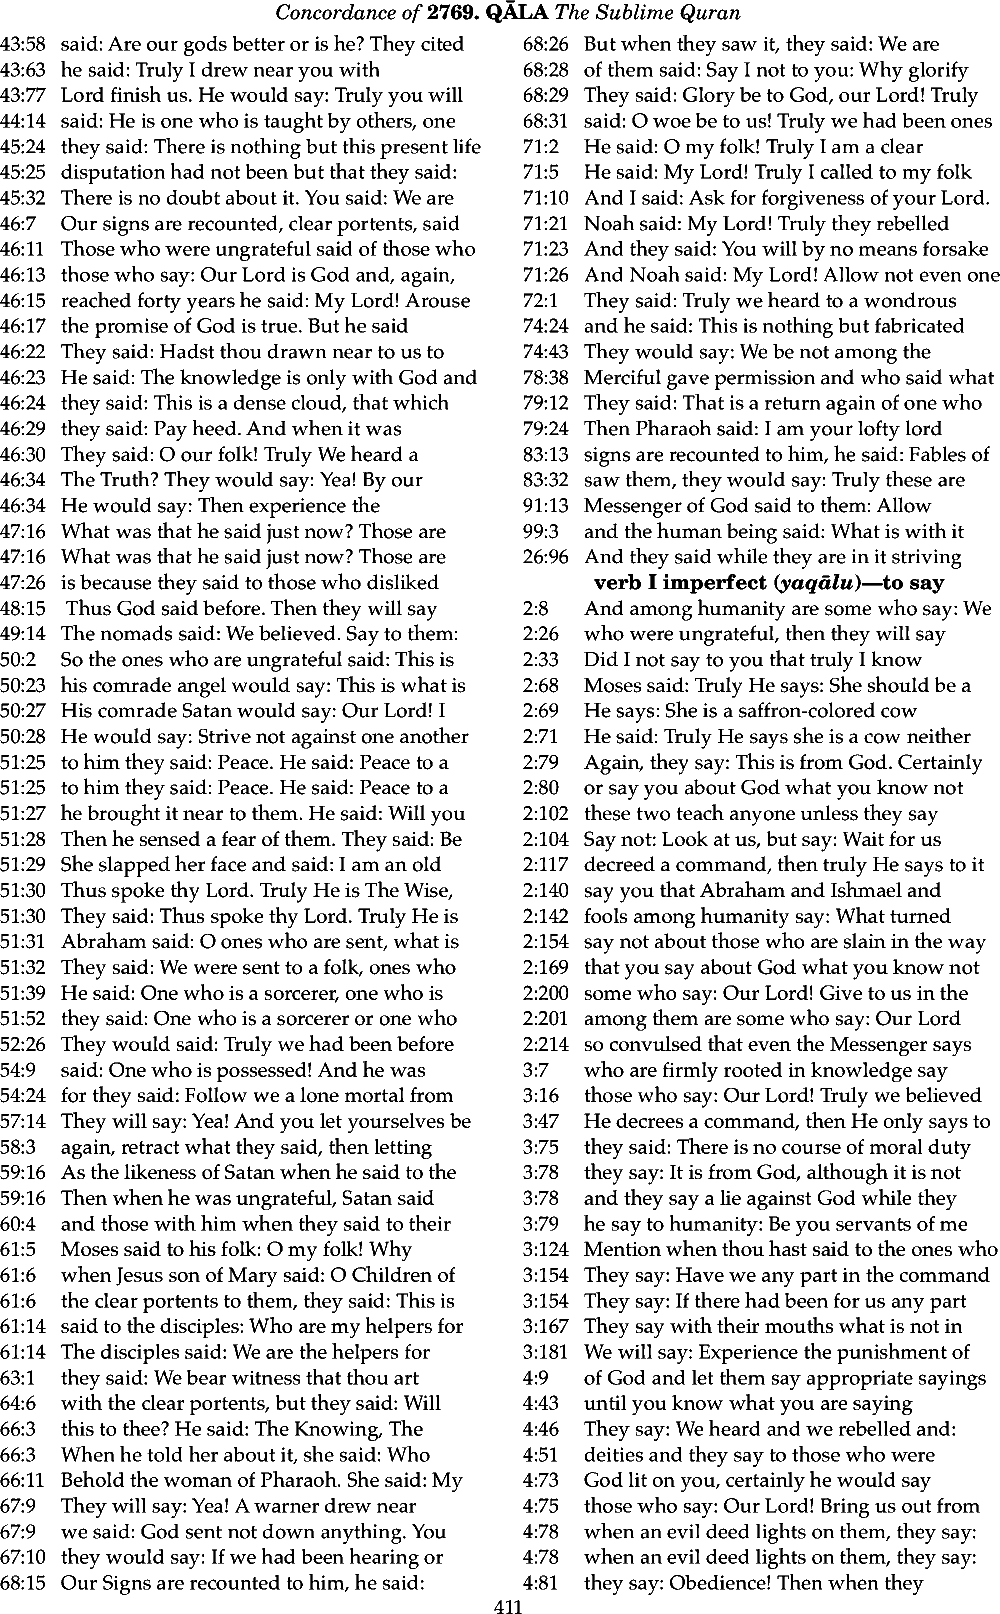 Concordance of 2769. QĀLA The Sublime Quran
43:58 said: Are our gods better or is he? They cited
43:63 he said: Truly I drew near you with
43:77 Lord finish us. He would say: Truly you will
44:14 said: He is one who is taught by others, one
45:24 they said: There is nothing but this present life
45:25 disputation had not been but that they said:
45:32 There is no doubt about it. You said: We are
46:7 Our signs are recounted, clear portents, said
46:11 Those who were ungrateful said of those who
46:13 those who say: Our Lord is God and, again,
46:15 reached forty years he said: My Lord! Arouse
46:17 the promise of God is true. But he said
46:22 They said: Hadst thou drawn near to us to
46:23 He said: The knowledge is only with God and
46:24 they said: This is a dense cloud, that which
46:29 they said: Pay heed. And when it was
46:30 They said: O our folk! Truly We heard a
46:34 The Truth? They would say: Yea! By our
46:34 He would say: Then experience the
47:16 What was that he said just now? Those are
47:16 What was that he said just now? Those are
47:26 is because they said to those who disliked
48:15 Thus God said before. Then they will say
49:14 The nomads said: We believed. Say to them:
50:2 So the ones who are ungrateful said: This is
50:23 his comrade angel would say: This is what is
50:27 His comrade Satan would say: Our Lord! I
50:28 He would say: Strive not against one another
51:25 to him they said: Peace. He said: Peace to a
51:25 to him they said: Peace. He said: Peace to a
51:27 he brought it near to them. He said: Will you
51:28 Then he sensed a fear of them. They said: Be
51:29 She slapped her face and said: I am an old
51:30 Thus spoke thy Lord. Truly He is The Wise,
51:30 They said: Thus spoke thy Lord. Truly He is
51:31 Abraham said: O ones who are sent, what is
51:32 They said: We were sent to a folk, ones who
51:39 He said: One who is a sorcerer, one who is
51:52 they said: One who is a sorcerer or one who
52:26 They would said: Truly we had been before
54:9 said: One who is possessed! And he was
54:24 for they said: Follow we a lone mortal from
57:14 They will say: Yea! And you let yourselves be
58:3 again, retract what they said, then letting
59:16 As the likeness of Satan when he said to the
59:16 Then when he was ungrateful, Satan said
60:4 and those with him when they said to their
61:5 Moses said to his folk: O my folk! Why
61:6 when Jesus son of Mary said: O Children of
61:6 the clear portents to them, they said: This is
61:14 said to the disciples: Who are my helpers for
61:14 The disciples said: We are the helpers for
63:1 they said: We bear witness that thou art
64:6 with the clear portents, but they said: Will
66:3 this to thee? He said: The Knowing, The
66:3 When he told her about it, she said: Who
66:11 Behold the woman of Pharaoh. She said: My
67:9 They will say: Yea! A warner drew near
67:9 we said: God sent not down anything. You
67:10 they would say: If we had been hearing or
68:15 Our Signs are recounted to him, he said:
68:26 But when they saw it, they said: We are
68:28 of them said: Say I not to you: Why glorify
68:29 They said: Glory be to God, our Lord! Truly
68:31 said: O woe be to us! Truly we had been ones
71:2 He said: O my folk! Truly I am a clear
71:5 He said: My Lord! Truly I called to my folk
71:10 And I said: Ask for forgiveness of your Lord.
71:21 Noah said: My Lord! Truly they rebelled
71:23 And they said: You will by no means forsake
71:26 And Noah said: My Lord! Allow not even one
72:1 They said: Truly we heard to a wondrous
74:24 and he said: This is nothing but fabricated
74:43 They would say: We be not among the
78:38 Merciful gave permission and who said what
79:12 They said: That is a return again of one who
79:24 Then Pharaoh said: I am your lofty lord
83:13 signs are recounted to him, he said: Fables of
83:32 saw them, they would say: Truly these are
91:13 Messenger of God said to them: Allow
99:3 and the human being said: What is with it
26:96 And they said while they are in it striving
verb I imperfect (yaqālu)—to say
2:8 And among humanity are some who say: We
2:26 who were ungrateful, then they will say
2:33 Did I not say to you that truly I know
2:68 Moses said: Truly He says: She should be a
2:69 He says: She is a saffron-colored cow
2:71 He said: Truly He says she is a cow neither
2:79 Again, they say: This is from God. Certainly
2:80 or say you about God what you know not
2:102 these two teach anyone unless they say
2:104 Say not: Look at us, but say: Wait for us
2:117 decreed a command, then truly He says to it
2:140 say you that Abraham and Ishmael and
2:142 fools among humanity say: What turned
2:154 say not about those who are slain in the way
2:169 that you say about God what you know not
2:200 some who say: Our Lord! Give to us in the
2:201 among them are some who say: Our Lord
2:214 so convulsed that even the Messenger says
3:7 who are firmly rooted in knowledge say
3:16 those who say: Our Lord! Truly we believed
3:47 He decrees a command, then He only says to
3:75 they said: There is no course of moral duty
3:78 they say: It is from God, although it is not
3:78 and they say a lie against God while they
3:79 he say to humanity: Be you servants of me
3:124 Mention when thou hast said to the ones who
3:154 They say: Have we any part in the command
3:154 They say: If there had been for us any part
3:167 They say with their mouths what is not in
3:181 We will say: Experience the punishment of
4:9 of God and let them say appropriate sayings
4:43 until you know what you are saying
4:46 They say: We heard and we rebelled and:
4:51 deities and they say to those who were
4:73 God lit on you, certainly he would say
4:75 those who say: Our Lord! Bring us out from
4:78 when an evil deed lights on them, they say:
4:78 when an evil deed lights on them, they say:
4:81 they say: Obedience! Then when they
411